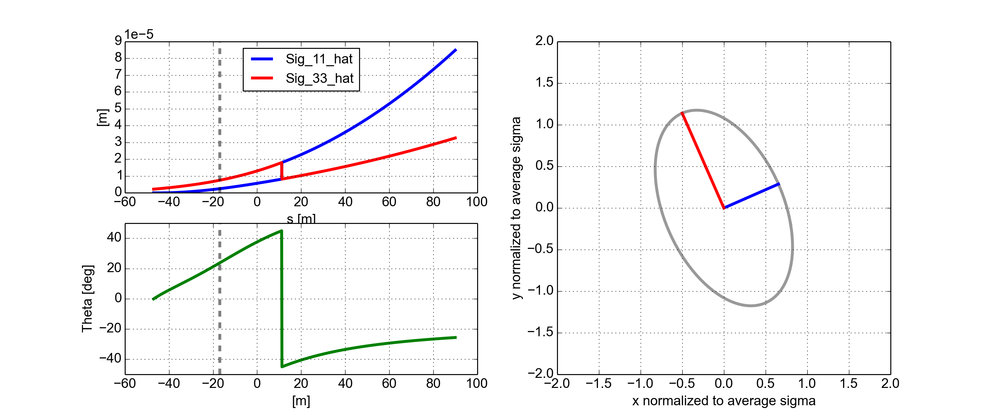 1e−5
9
8
7
6
5
4
3
2
1
0
[m]
Sig_11_hat
Sig_33_hat
−60 −40 −20 0 20 40 60 80 100
s [m]
40
20
0
−20
−40
Theta [deg]
−60 −40 −20 0 20 40 60 80 100
[m]
2.0
1.5
1.0
0.5
0.0
−0.5
−1.0
−1.5
−2.0
y normalized to average sigma
−2.0 −1.5 −1.0 −0.5 0.0 0.5 1.0 1.5 2.0
x normalized to average sigma